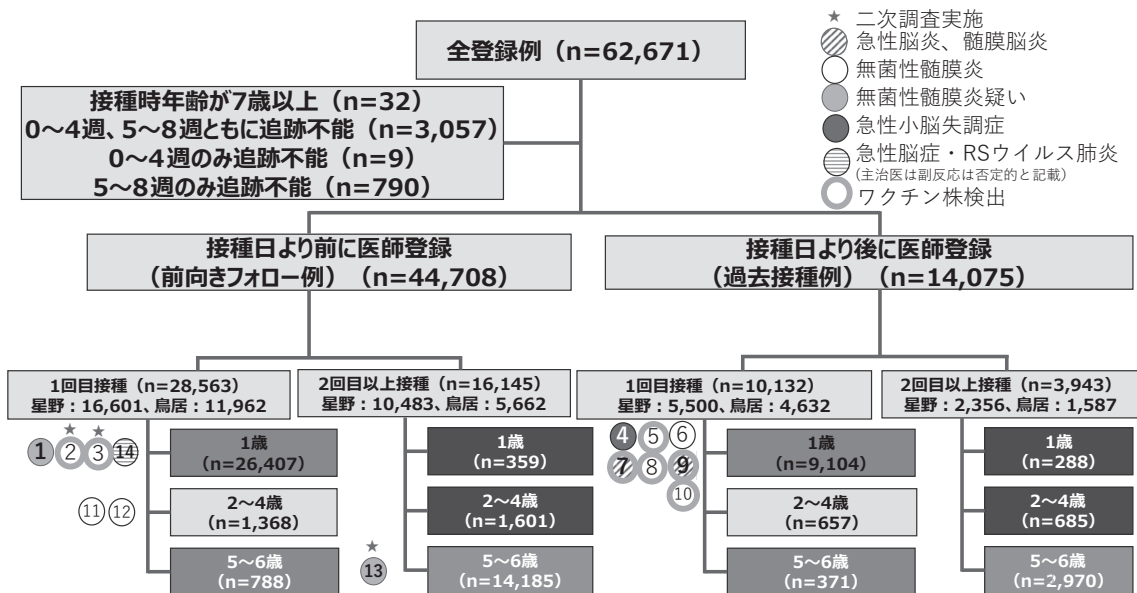 全登録例（n=62,671）
★ 二次調査実施
急性脳炎、髄膜脳炎
無菌性髄膜炎
無菌性髄膜炎疑い
急性小脳失調症
急性脳症・RSウイルス肺炎
(主治医は副反応は否定的と記載)
ワクチン株検出
接種時年齢が7歳以上（n=32）
0～4週、5～8週ともに追跡不能（n=3,057）
0～4週のみ追跡不能（n=9）
5～8週のみ追跡不能（n=790）
接種日より前に医師登録
（前向きフォロー例）（n=44,708）
接種日より後に医師登録
（過去接種例）（n=14,075）
1回目接種（n=28,563）
星野：16,601、鳥居：11,962
2回目以上接種（n=16,145）
星野：10,483、鳥居：5,662
1回目接種（n=10,132）
星野：5,500、鳥居：4,632
2回目以上接種（n=3,943）
星野：2,356、鳥居：1,587
★ ★
1 2 3 14
1歳
(n=26,407)
11 12
2～4歳
(n=1,368)
5～6歳
(n=788)
1歳
(n=359)
2～4歳
(n=1,601)
★
13
5～6歳
(n=14,185)
4 5 6
7 8 9
10
1歳
(n=9,104)
2～4歳
(n=657)
5～6歳
(n=371)
1歳
(n=288)
2～4歳
(n=685)
5～6歳
(n=2,970)